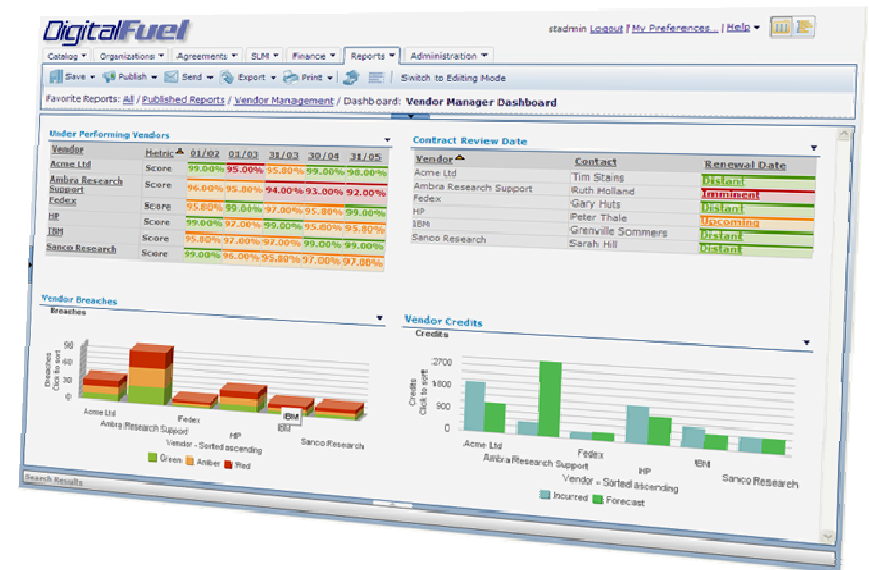 DigitalFuel
stadmin Logout | My Preferences... | Help
Catalog Organizations Agreements SLM Finance Reports Administration
Save Publish Send Export Print Switch to Editing Mode
Favorite Reports: All / Published Reports / Vendor Management / Dashboard: Vendor Manager Dashboard
Under Performing Vendors
Vendor Metric 01/02 01/03 31/03 30/04 31/05
Acme Ltd Score 99.00% 95.00% 95.80% 99.00% 98.00%
Ambra Research Support Score 96.00% 95.80% 94.00% 93.00% 92.00%
Fedex Score 95.80% 99.00% 97.00% 95.80% 99.00%
HP Score 99.00% 97.00% 99.00% 95.80% 95.80%
IBM Score 95.80% 97.00% 97.00% 99.00% 99.00%
Sanco Research Score 99.00% 96.00% 95.80% 97.00% 97.80%
Contract Review Date
Vendor Contact Renewal Date
Acme Ltd Tim Stains Distant
Ambra Research Support Ruth Molland Imminent
Fedex Gary Huts Distant
HP Peter Thale Upcoming
IBM Grenville Sommers Distant
Sanco Research Sarah Hill Distant
Vendor Breaches
Breaches
Breaches
Click to sort
90
60
30
0
Acme Ltd
Ambra Research Support
Fedex
HP
IBM
IBM
Sanco Research
Vendor - Sorted ascending
Green Amber Red
Vendor Credits
Credits
Credits
Click to sort
2700
1800
900
0
Acme Ltd
Ambra Research Support
Fedex
HP
IBM
Sanco Research
Vendor - Sorted ascending
Incurred Forecast
Search Results